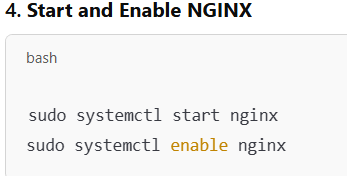 4. Start and Enable NGINX
bash
sudo systemctl start nginx
sudo systemctl enable nginx